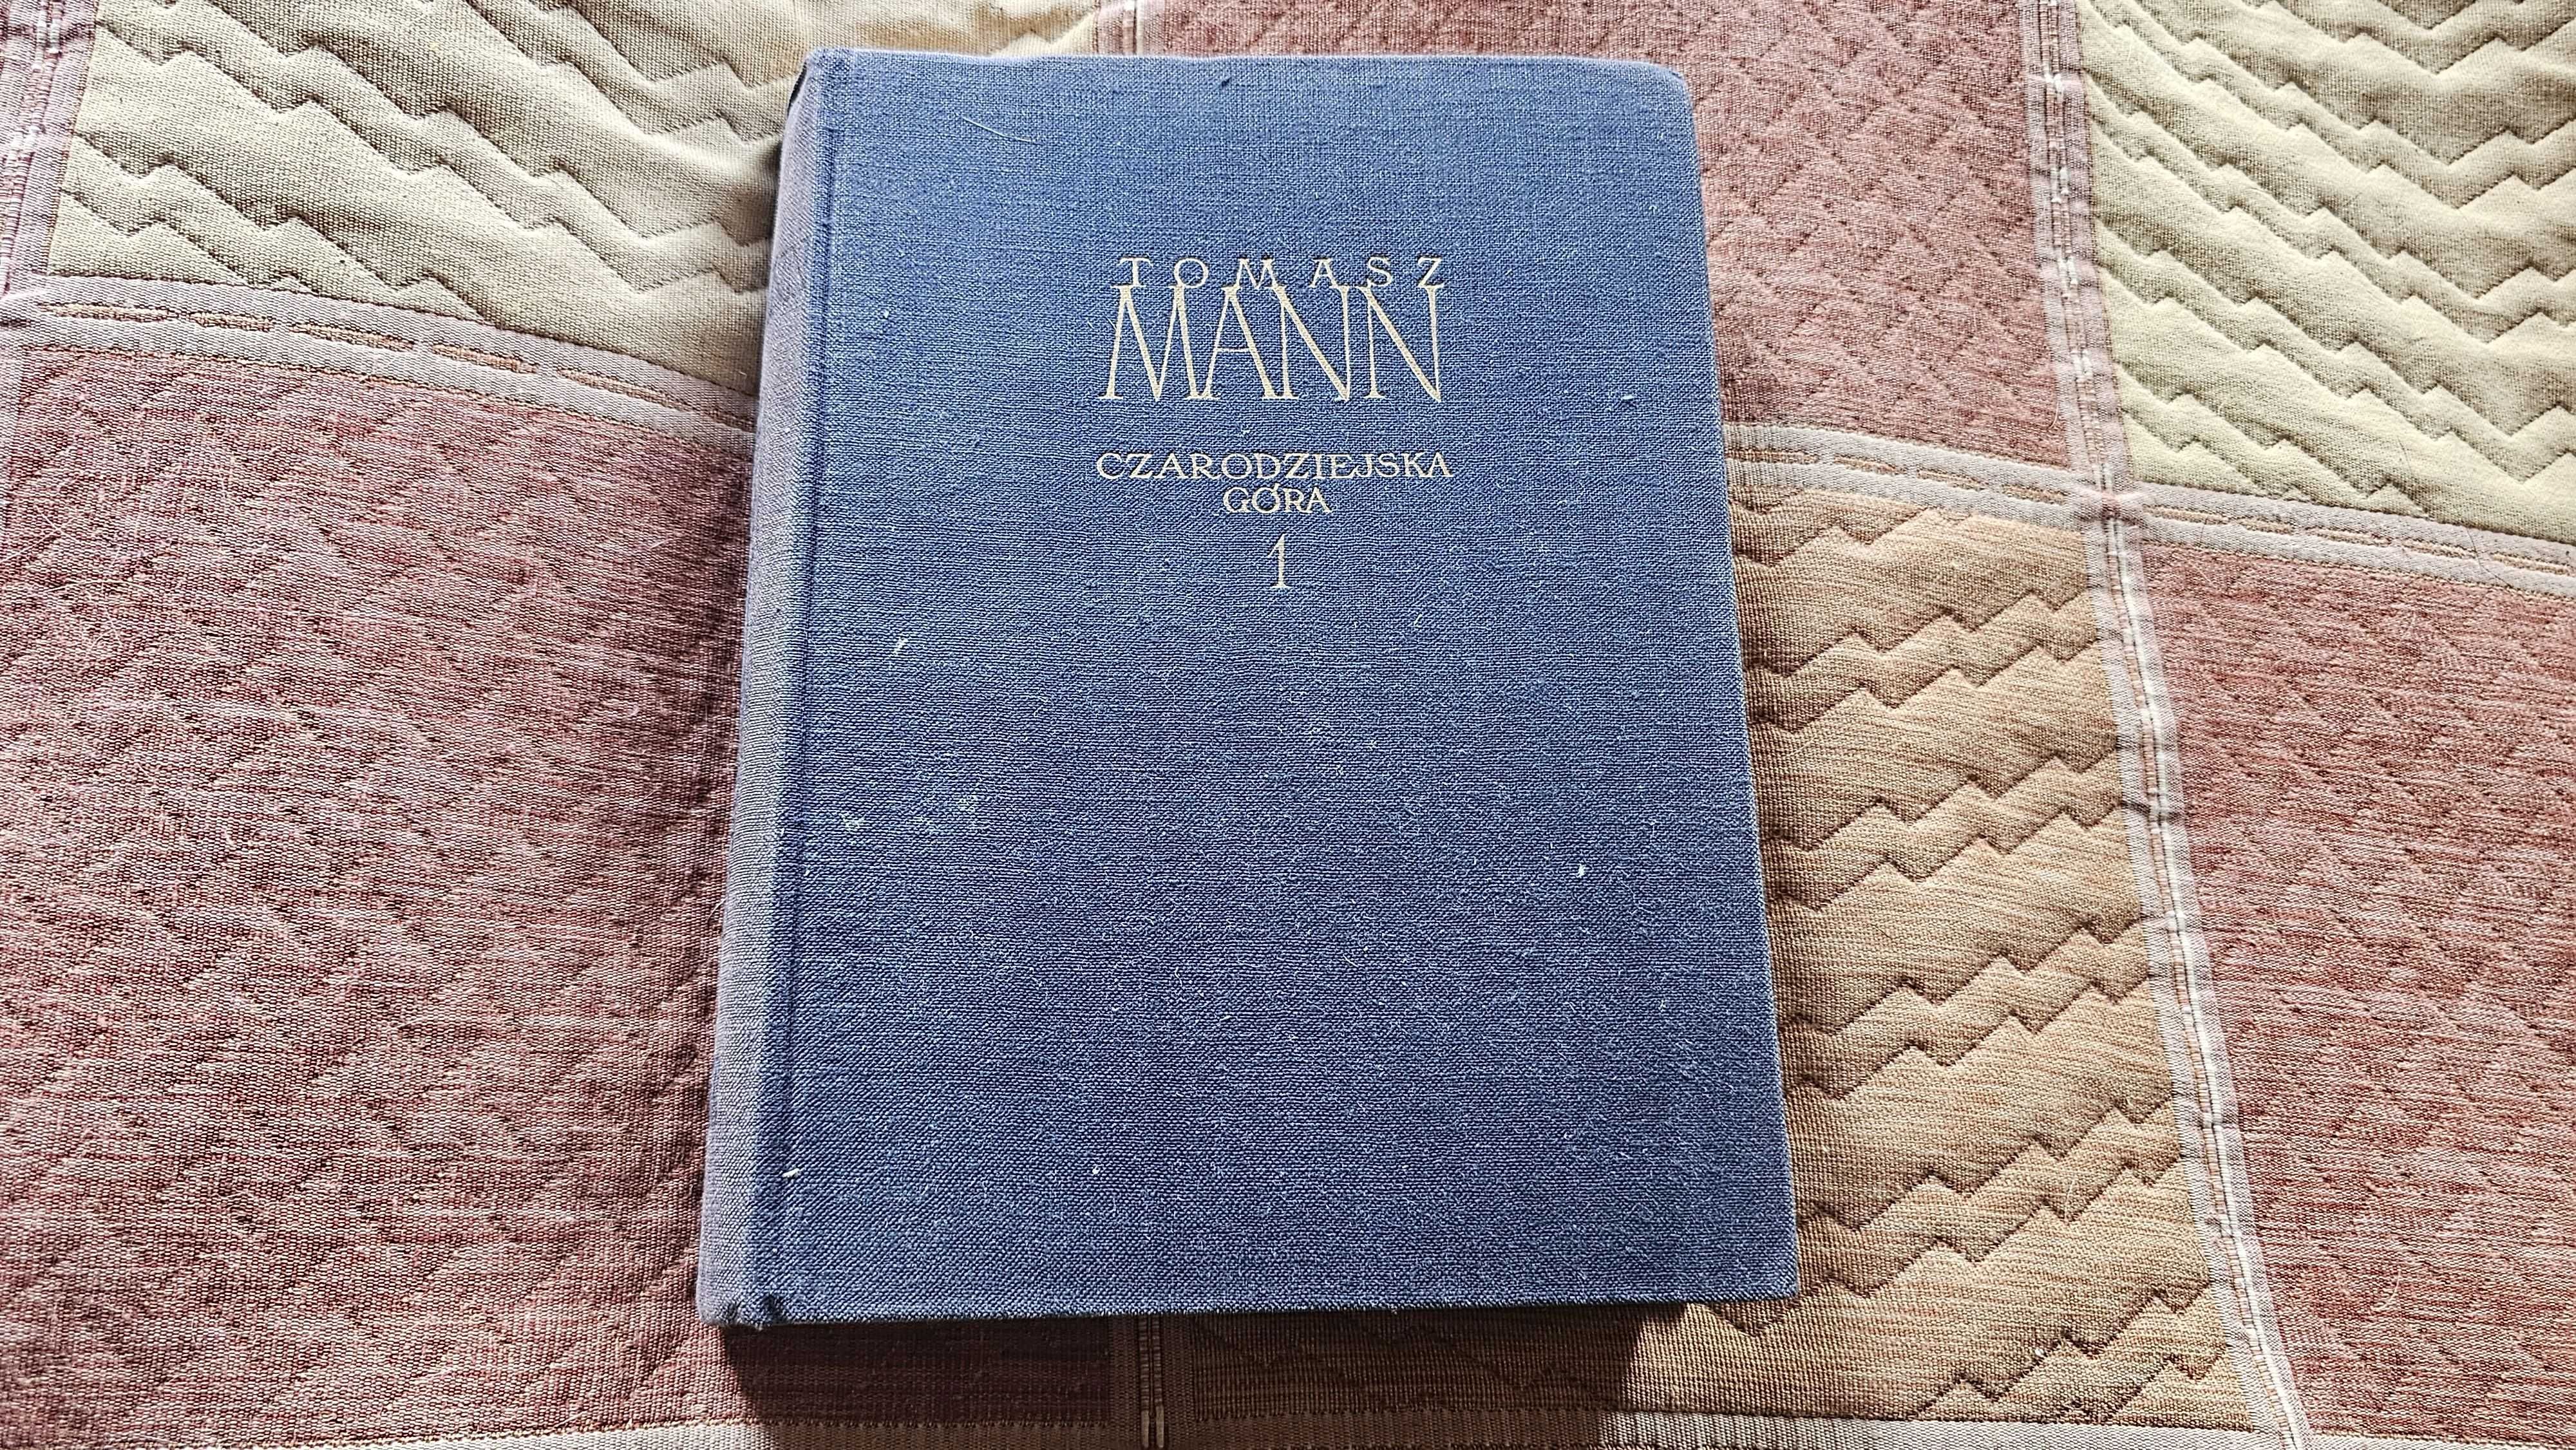 TOMASZ
MANN
CZARODZIEJSKA
GÓRA
1